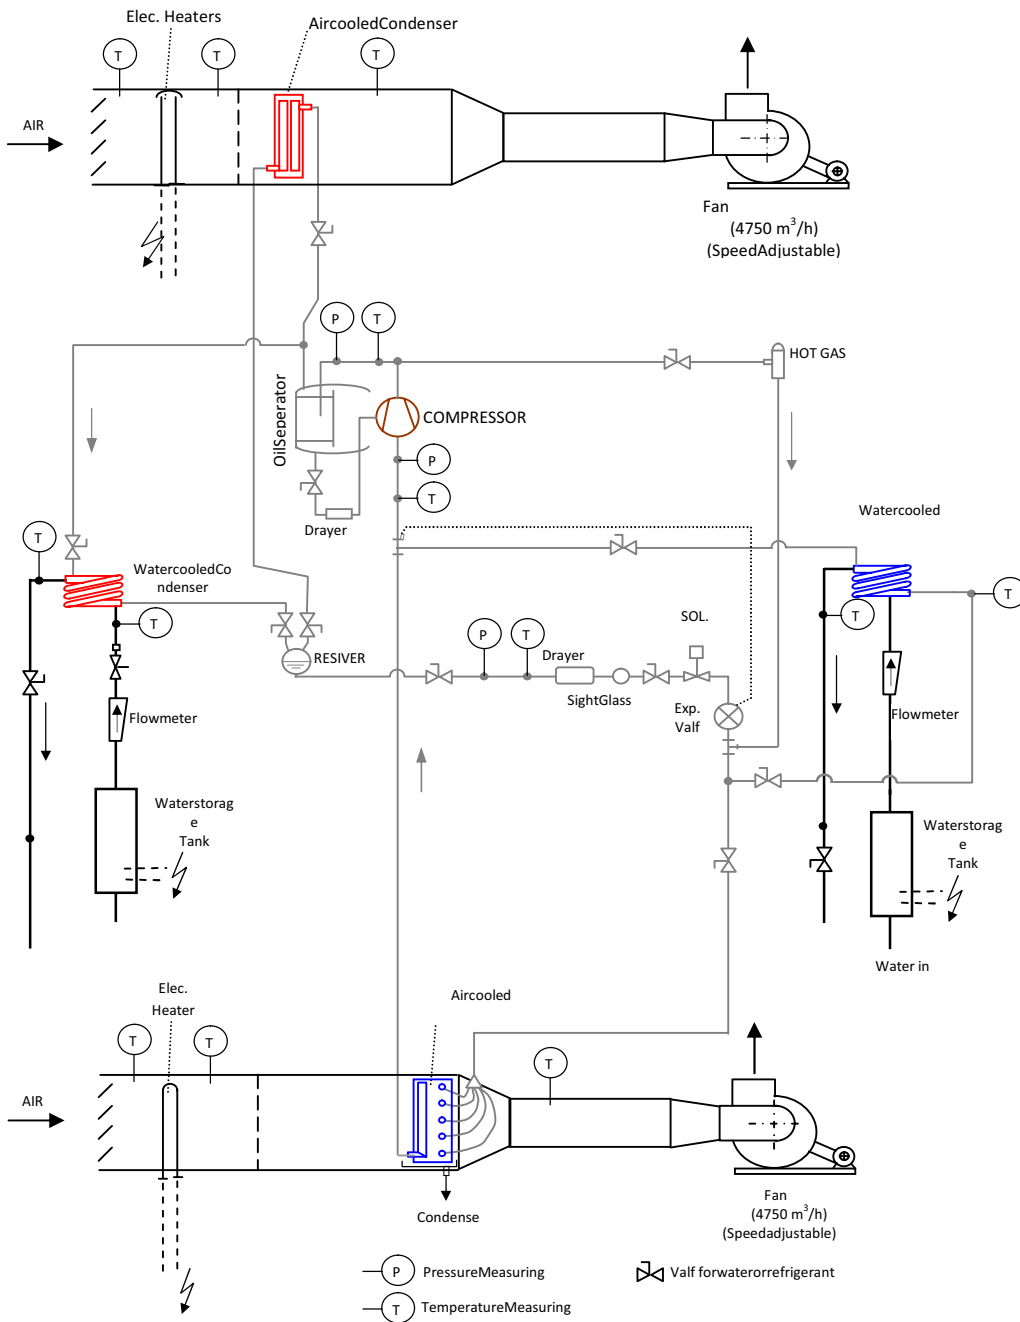 Elec. Heaters
AircooledCondenser
T
T
T
AIR
Fan
(4750 m³/h)
(SpeedAdjustable)
P
T
HOT GAS
OilSeperator
COMPRESSOR
P
T
Drayer
Watercooled
T
WatercooledCo
ndenser
T
T
T
SOL.
P
T
Drayer
RESIVER
SightGlass
Exp.
Valf
Flowmeter
Flowmeter
Waterstorag
e
Tank
Waterstorag
e
Tank
Water in
Elec.
Heater
Aircooled
T
T
T
AIR
Condense
Fan
(4750 m³/h)
(Speedadjustable)
P PressureMeasuring
Valf forwaterorrefrigerant
T TemperatureMeasuring